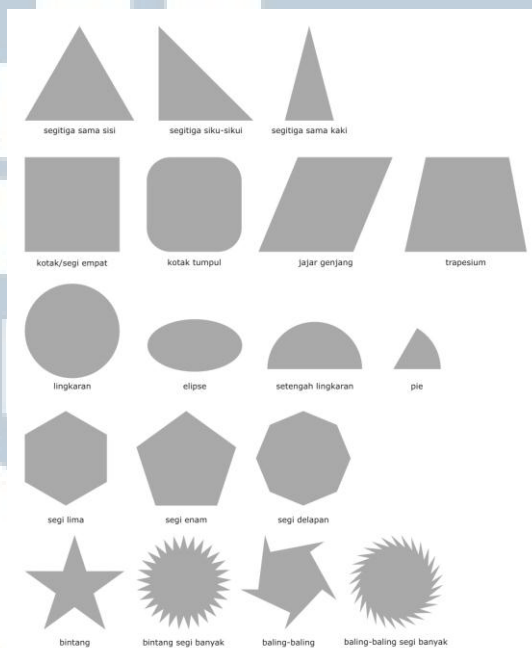 segitiga sama sisi
segitiga siku-sikui
segitiga sama kaki
kotak/segi empat
kotak tumpul
jajar genjang
trapesium
lingkaran
elipse
setengah lingkaran
pie
segi lima
segi enam
segi delapan
bintang
bintang segi banyak
baling-baling
baling-baling segi banyak